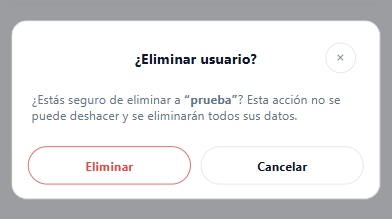 ¿Eliminar usuario?
×
¿Estás seguro de eliminar a “prueba”? Esta acción no se
puede deshacer y se eliminarán todos sus datos.
Eliminar
Cancelar